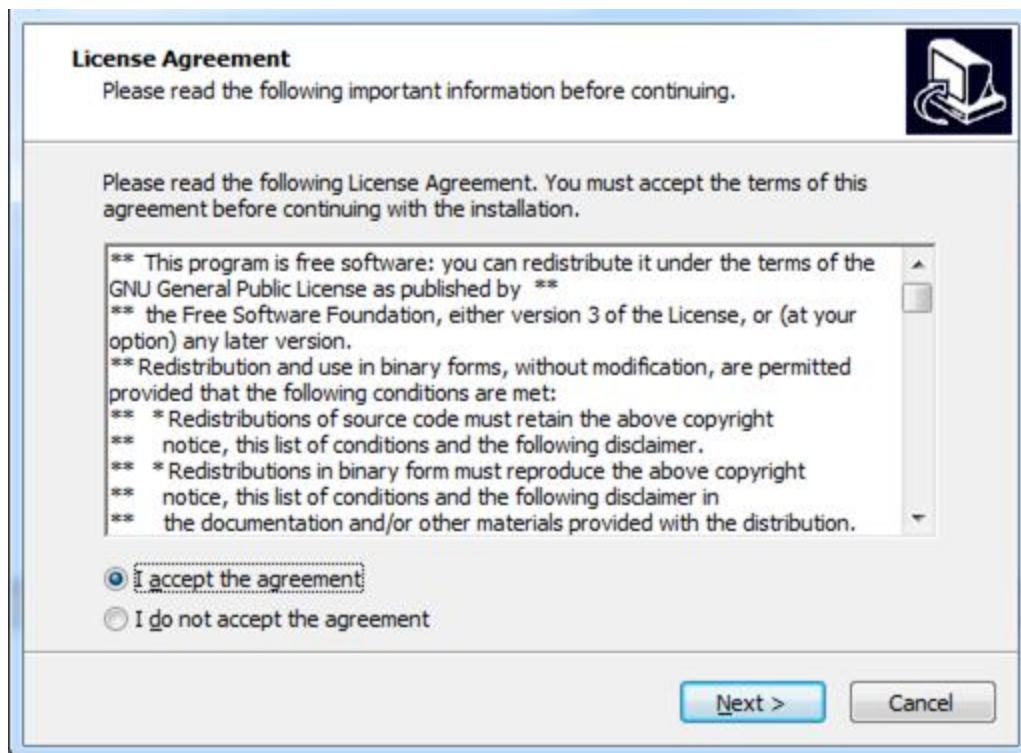 License Agreement
Please read the following important information before continuing.
Please read the following License Agreement. You must accept the terms of this
agreement before continuing with the installation.
** This program is free software: you can redistribute it under the terms of the
GNU General Public License as published by **
** the Free Software Foundation, either version 3 of the License, or (at your
option) any later version.
** Redistribution and use in binary forms, without modification, are permitted
provided that the following conditions are met:
** * Redistributions of source code must retain the above copyright
** notice, this list of conditions and the following disclaimer.
** * Redistributions in binary form must reproduce the above copyright
** notice, this list of conditions and the following disclaimer in
** the documentation and/or other materials provided with the distribution.
I accept the agreement
I do not accept the agreement
Next >
Cancel